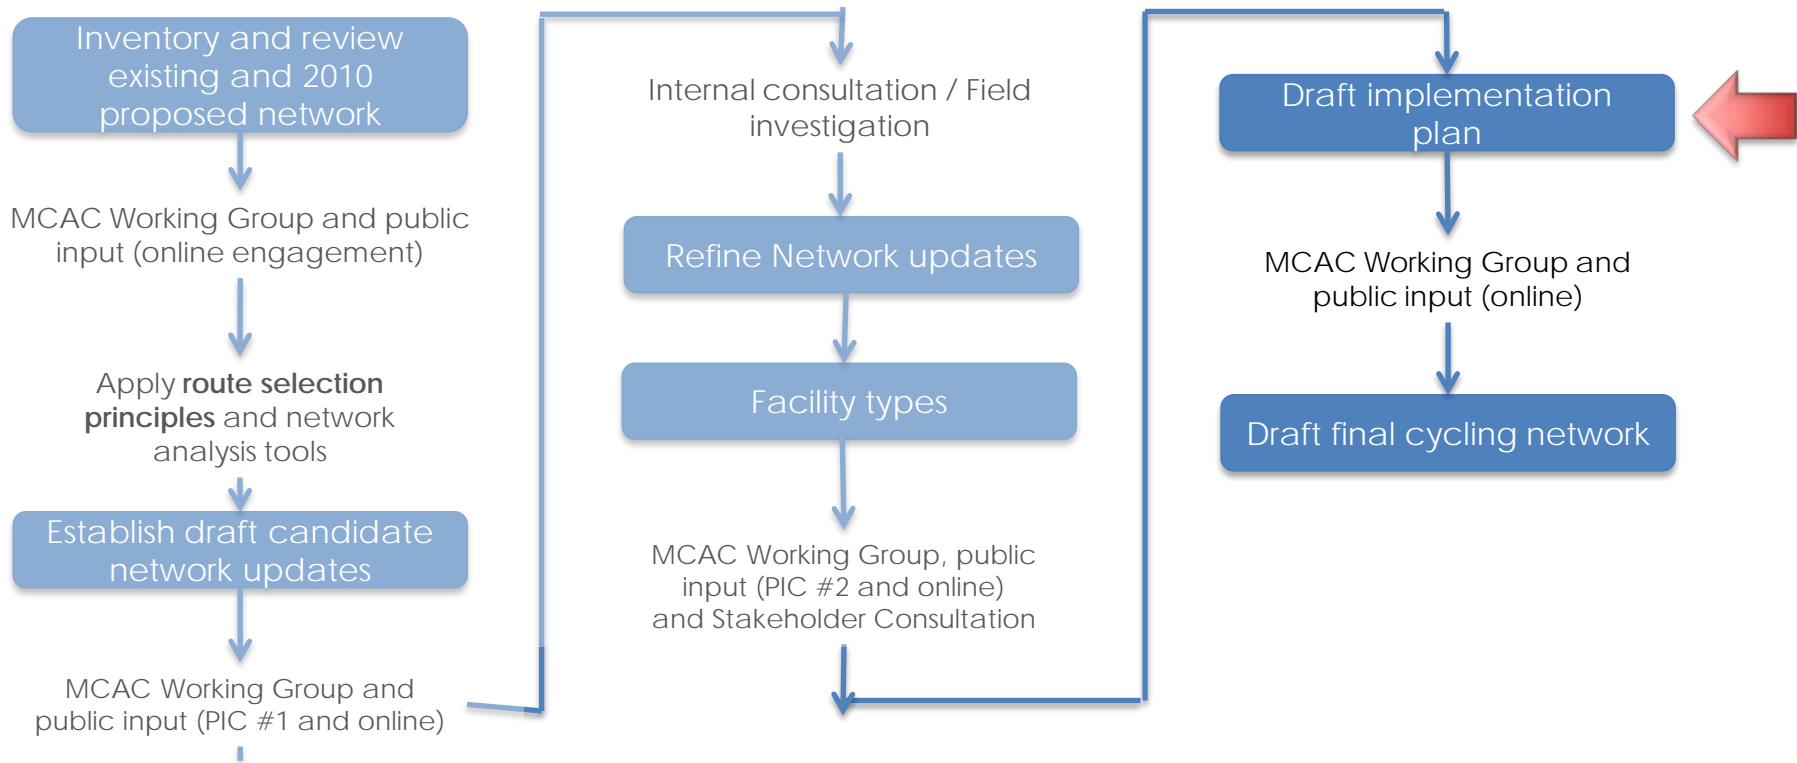 Inventory and review
existing and 2010
proposed network
MCAC Working Group and public
input (online engagement)
Apply route selection
principles and network
analysis tools
Establish draft candidate
network updates
MCAC Working Group and
public input (PIC #1 and online)
Internal consultation / Field
investigation
Refine Network updates
Facility types
MCAC Working Group, public
input (PIC #2 and online)
and Stakeholder Consultation
Draft implementation
plan
MCAC Working Group and
public input (online)
Draft final cycling network